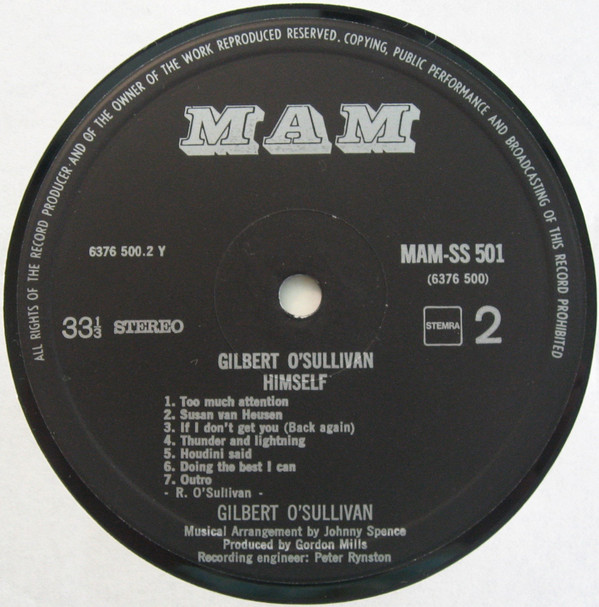 ALL RIGHTS OF THE RECORD PRODUCER AND OF THE OWNER OF THE WORK REPRODUCED RESERVED. COPYING, PUBLIC PERFORMANCE AND BROADCASTING OF THIS RECORD PROHIBITED
MAM
6376 500.2 Y
MAM-SS 501
(6376 500)
33 1/3 STEREO
STEMRA 2
GILBERT O'SULLIVAN
HIMSELF
1. Too much attention
2. Susan van Heusen
3. If I don't get you (Back again)
4. Thunder and lightning
5. Houdini said
6. Doing the best I can
7. Outro
- R. O'Sullivan -
GILBERT O'SULLIVAN
Musical Arrangement by Johnny Spence
Produced by Gordon Mills
Recording engineer: Peter Rynston